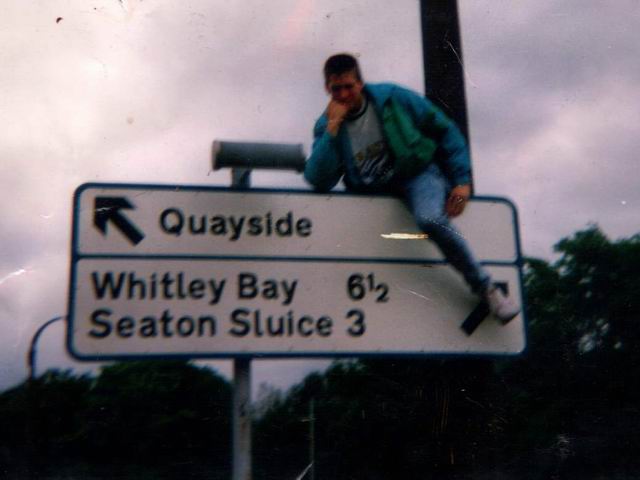 Quayside
Whitley Bay 6½
Seaton Sluice 3